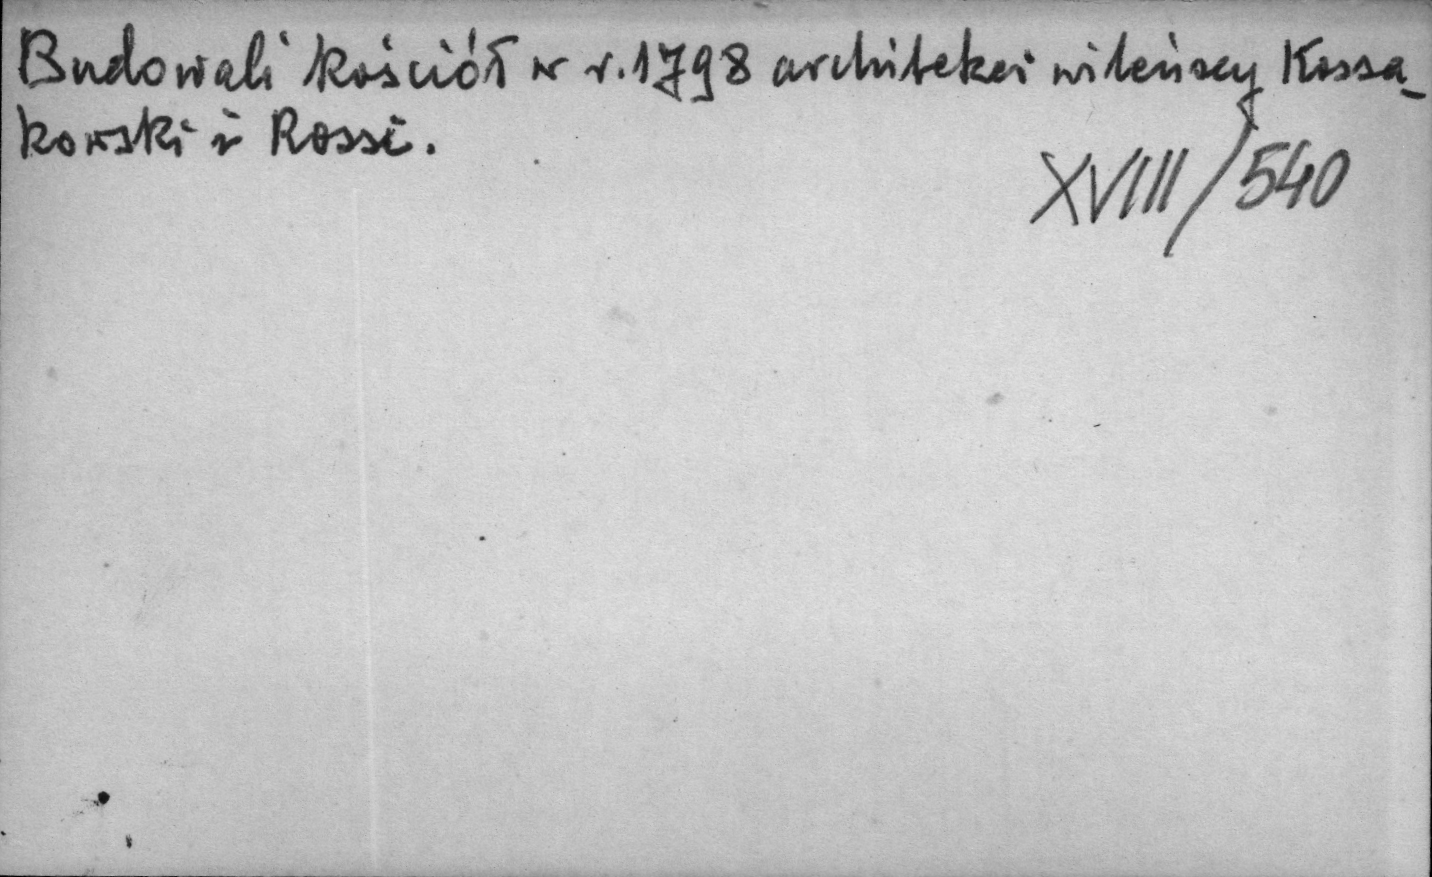 Budowali kościół w r. 1798 architekci wileńscy Kossa-
kowski i Rossi.
XVIII/540